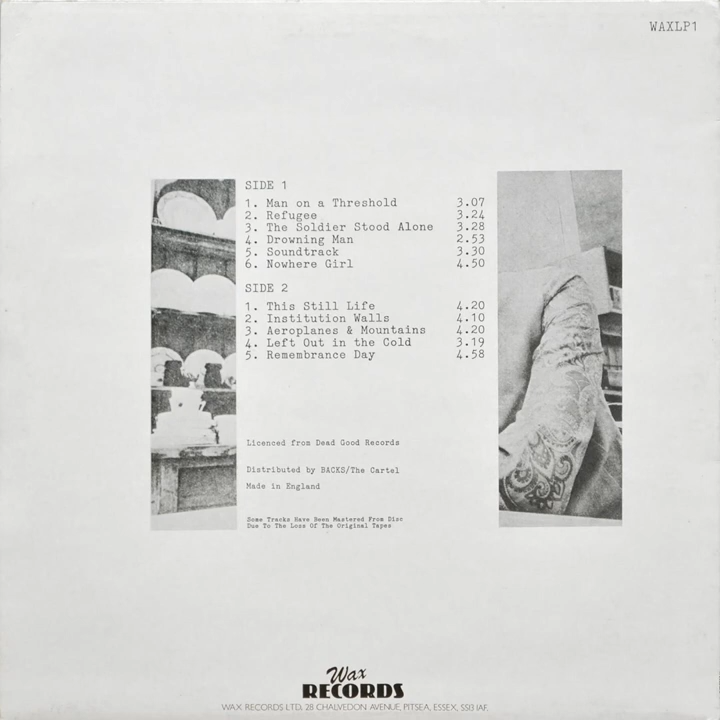 WAXLP1
SIDE 1
1. Man on a Threshold 3.07
2. Refugee 3.24
3. The Soldier Stood Alone 3.28
4. Drowning Man 2.53
5. Soundtrack 3.30
6. Nowhere Girl 4.50
SIDE 2
1. This Still Life 4.20
2. Institution Walls 4.10
3. Aeroplanes & Mountains 4.20
4. Left Out in the Cold 3.19
5. Remembrance Day 4.58
Licenced from Dead Good Records
Distributed by BACKS/The Cartel
Made in England
Some Tracks Have Been Mastered From Disc
Due To The Loss Of The Original Tapes
Wax
RECORDS
WAX RECORDS LTD, 28 CHALVEDON AVENUE, PITSEA, ESSEX, SS13 1AF.